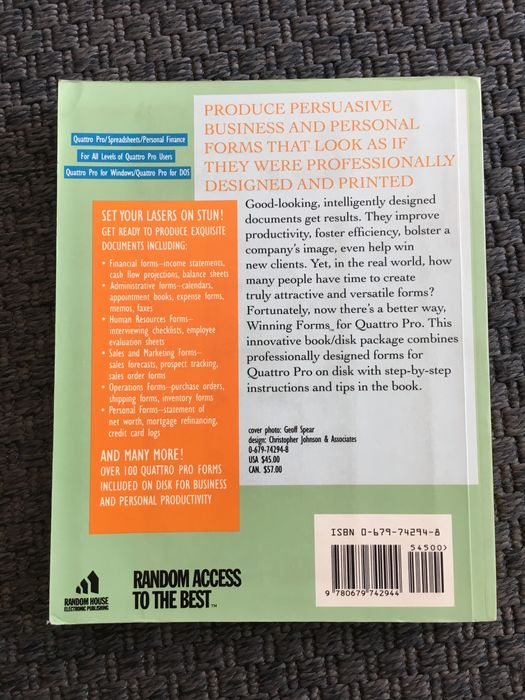 PRODUCE PERSUASIVE
BUSINESS AND PERSONAL
FORMS THAT LOOK AS IF
THEY WERE PROFESSIONALLY
DESIGNED AND PRINTED
Quattro Pro/Spreadsheets/Personal Finance
For All Levels of Quattro Pro Users
Quattro Pro for Windows/Quattro Pro for DOS
SET YOUR LASERS ON STUN!
GET READY TO PRODUCE EXQUISITE
DOCUMENTS INCLUDING:
• Financial forms—income statements,
cash flow projections, balance sheets
• Administrative forms—calendars,
appointment books, expense forms,
memos, faxes
• Human Resources Forms—
interviewing checklists, employee
evaluation sheets
• Sales and Marketing Forms—
sales forecasts, prospect tracking,
sales order forms
• Operations Forms—purchase orders,
shipping forms, inventory forms
• Personal Forms—statement of
net worth, mortgage refinancing,
credit card logs
AND MANY MORE!
OVER 100 QUATTRO PRO FORMS
INCLUDED ON DISK FOR BUSINESS
AND PERSONAL PRODUCTIVITY
Good-looking, intelligently designed
documents get results. They improve
productivity, foster efficiency, bolster a
company's image, even help win
new clients. Yet, in the real world, how
many people have time to create
truly attractive and versatile forms?
Fortunately, now there's a better way,
Winning Forms™ for Quattro Pro. This
innovative book/disk package combines
professionally designed forms for
Quattro Pro on disk with step-by-step
instructions and tips in the book.
cover photo: Geoff Spear
design: Christopher Johnson & Associates
0-679-74294-8
USA $45.00
CAN. $57.00
ISBN 0-679-74294-8
54500>
9 780679 742944
RANDOM HOUSE
ELECTRONIC PUBLISHING
RANDOM ACCESS
TO THE BEST™